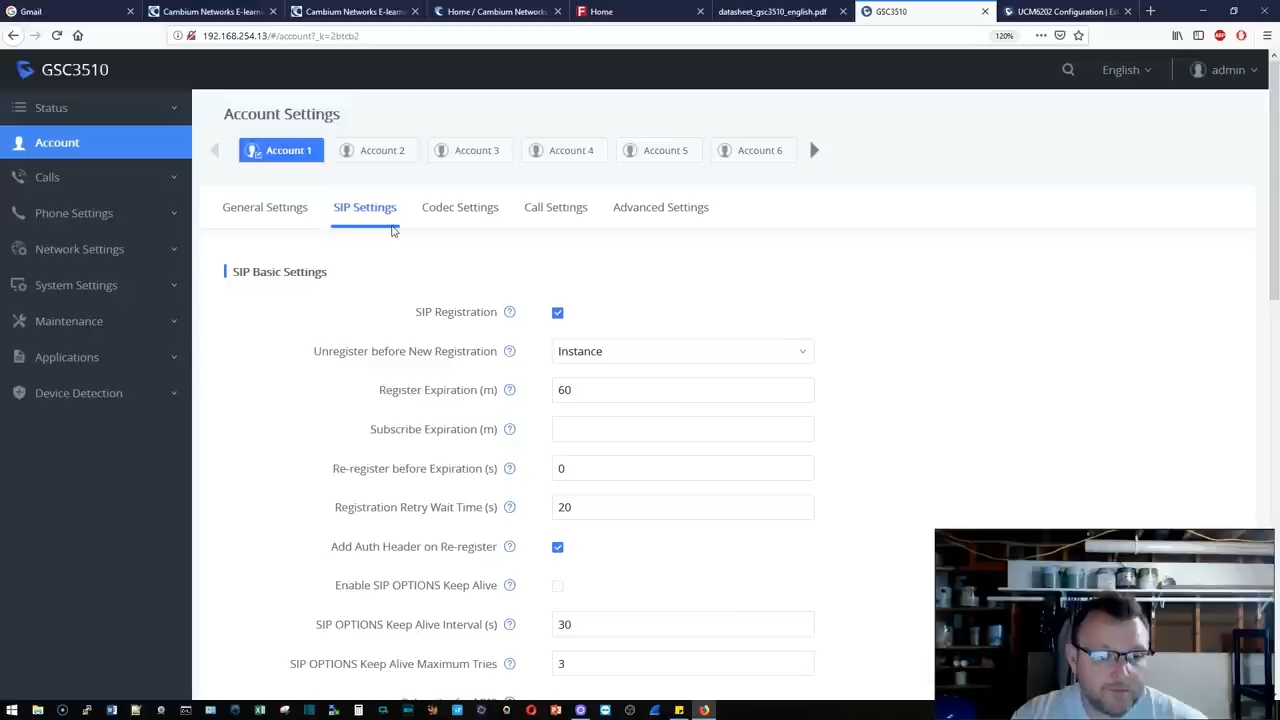 Gmail
Cambium Networks E-learn
Cambium Networks E-learn
Home / Cambium Networks
Home
datasheet_gsc3510_english.pdf
GSC3510
UCM6202 Configuration | Ex
192.168.254.13/#/account?_k=2btcb2
120%
GSC3510
English
admin
Status
Account
Calls
Phone Settings
Network Settings
System Settings
Maintenance
Applications
Device Detection
Account Settings
Account 1
Account 2
Account 3
Account 4
Account 5
Account 6
General Settings
SIP Settings
Codec Settings
Call Settings
Advanced Settings
SIP Basic Settings
SIP Registration
Unregister before New Registration
Instance
Register Expiration (m)
60
Subscribe Expiration (m)
Re-register before Expiration (s)
0
Registration Retry Wait Time (s)
20
Add Auth Header on Re-register
Enable SIP OPTIONS Keep Alive
SIP OPTIONS Keep Alive Interval (s)
30
SIP OPTIONS Keep Alive Maximum Tries
3